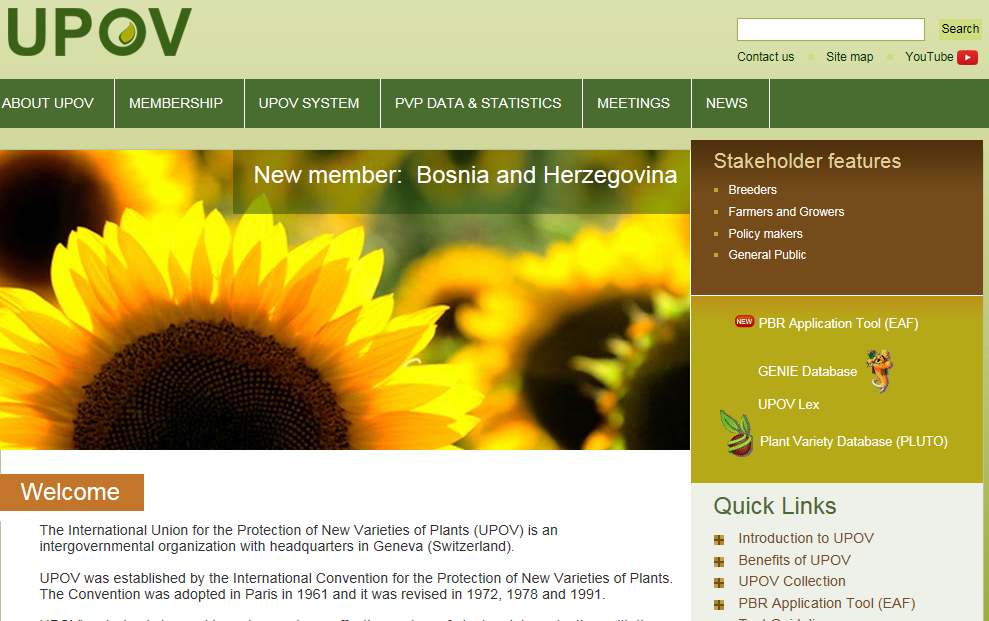 UPOV
Search
Contact us
Site map
YouTube
ABOUT UPOV
MEMBERSHIP
UPOV SYSTEM
PVP DATA & STATISTICS
MEETINGS
NEWS
New member: Bosnia and Herzegovina
Stakeholder features
Breeders
Farmers and Growers
Policy makers
General Public
NEW PBR Application Tool (EAF)
GENIE Database
UPOV Lex
Plant Variety Database (PLUTO)
Welcome
The International Union for the Protection of New Varieties of Plants (UPOV) is an
intergovernmental organization with headquarters in Geneva (Switzerland).
UPOV was established by the International Convention for the Protection of New Varieties of Plants.
The Convention was adopted in Paris in 1961 and it was revised in 1972, 1978 and 1991.
Quick Links
Introduction to UPOV
Benefits of UPOV
UPOV Collection
PBR Application Tool (EAF)